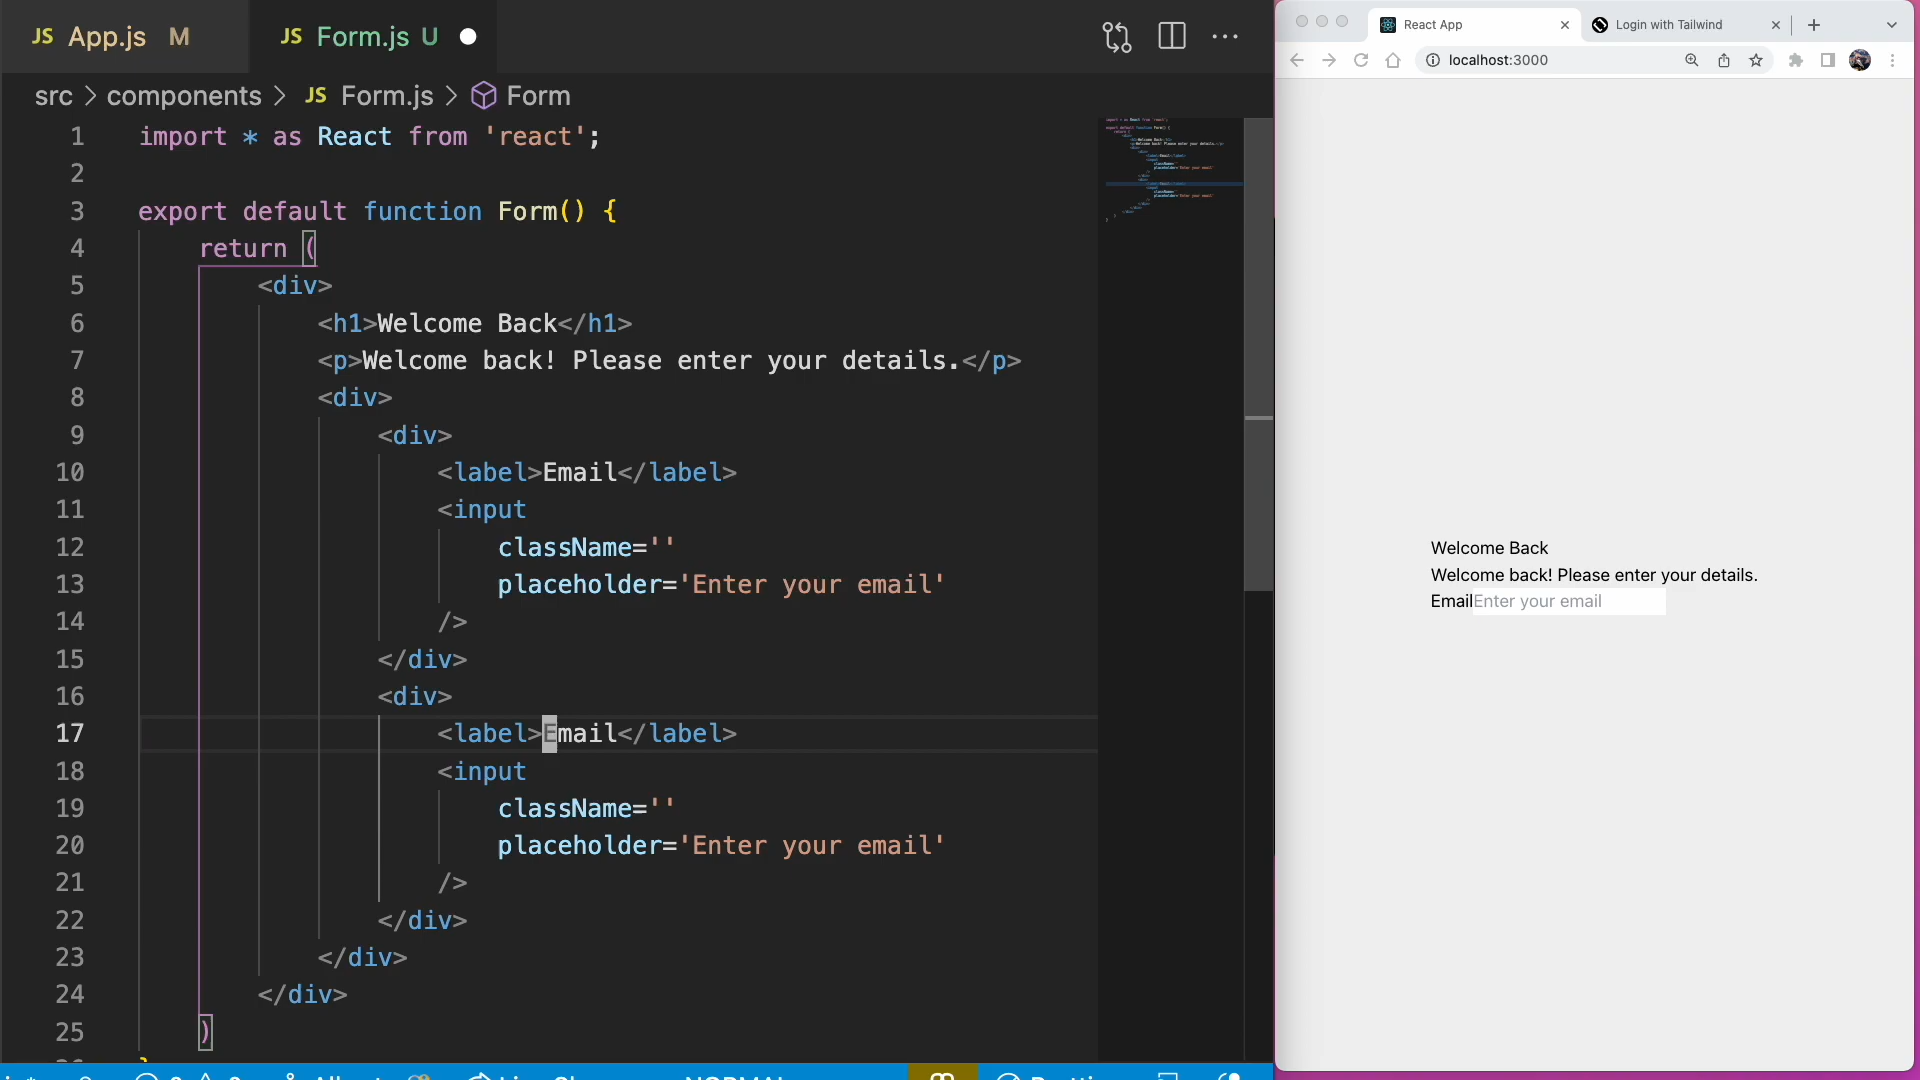 JS App.js M
JS Form.js U
src > components > JS Form.js > Form
1 import * as React from 'react';
2
3 export default function Form() {
4 return (
5 <div>
6 <h1>Welcome Back</h1>
7 <p>Welcome back! Please enter your details.</p>
8 <div>
9 <div>
10 <label>Email</label>
11 <input
12 className=''
13 placeholder='Enter your email'
14 />
15 </div>
16 <div>
17 <label>Email</label>
18 <input
19 className=''
20 placeholder='Enter your email'
21 />
22 </div>
23 </div>
24 </div>
25 )
}
React App
Login with Tailwind
localhost:3000
Welcome Back
Welcome back! Please enter your details.
Email Enter your email